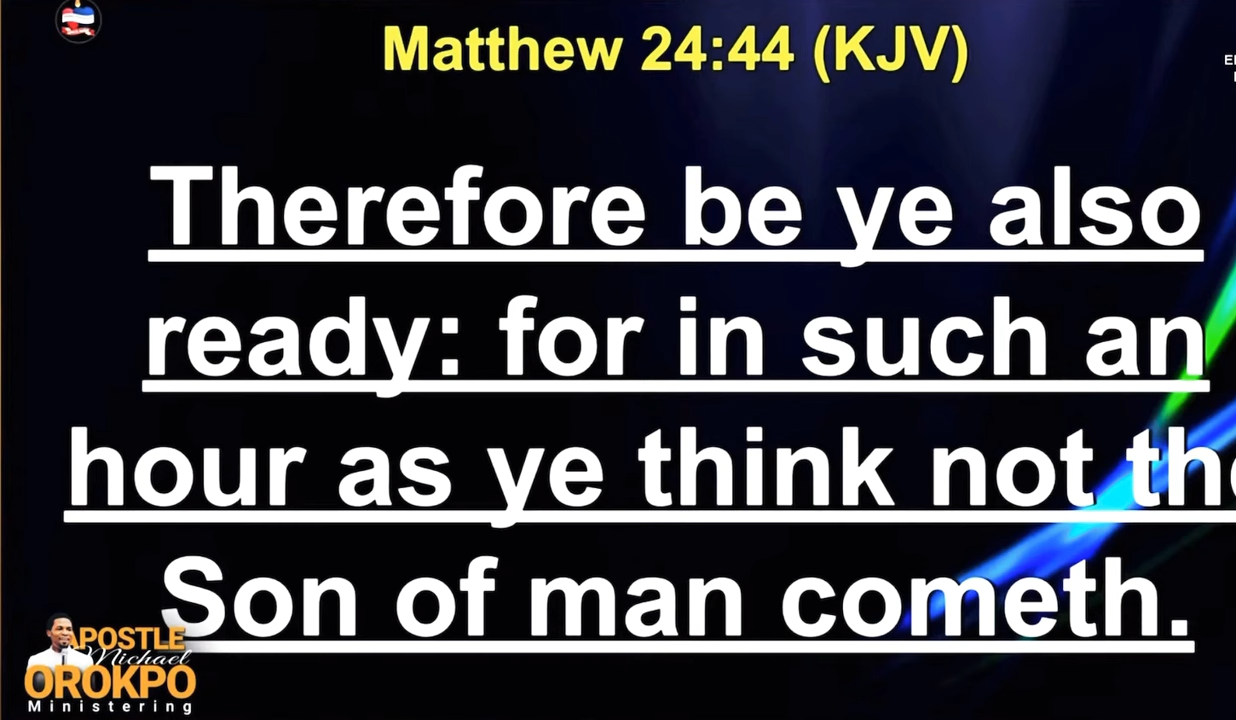 Matthew 24:44 (KJV)
Therefore be ye also
ready: for in such an
hour as ye think not
Son of man cometh.
APOSTLE
Michael
OROKPO
Ministering